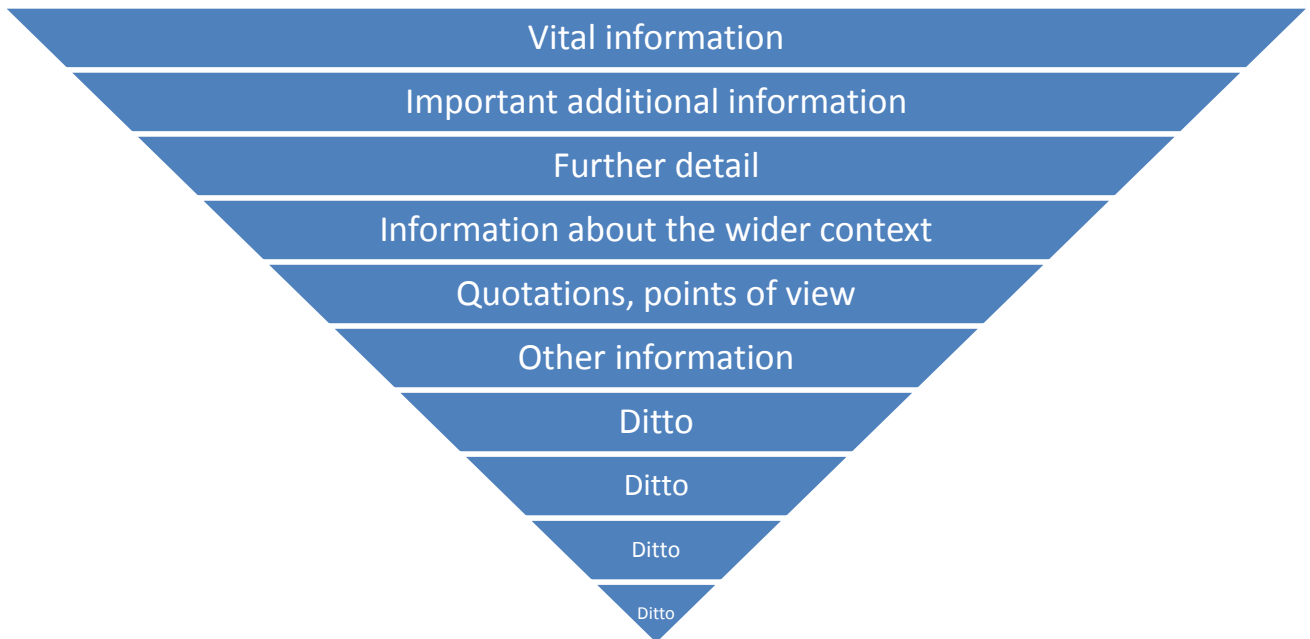 Vital information
Important additional information
Further detail
Information about the wider context
Quotations, points of view
Other information
Ditto
Ditto
Ditto
Ditto